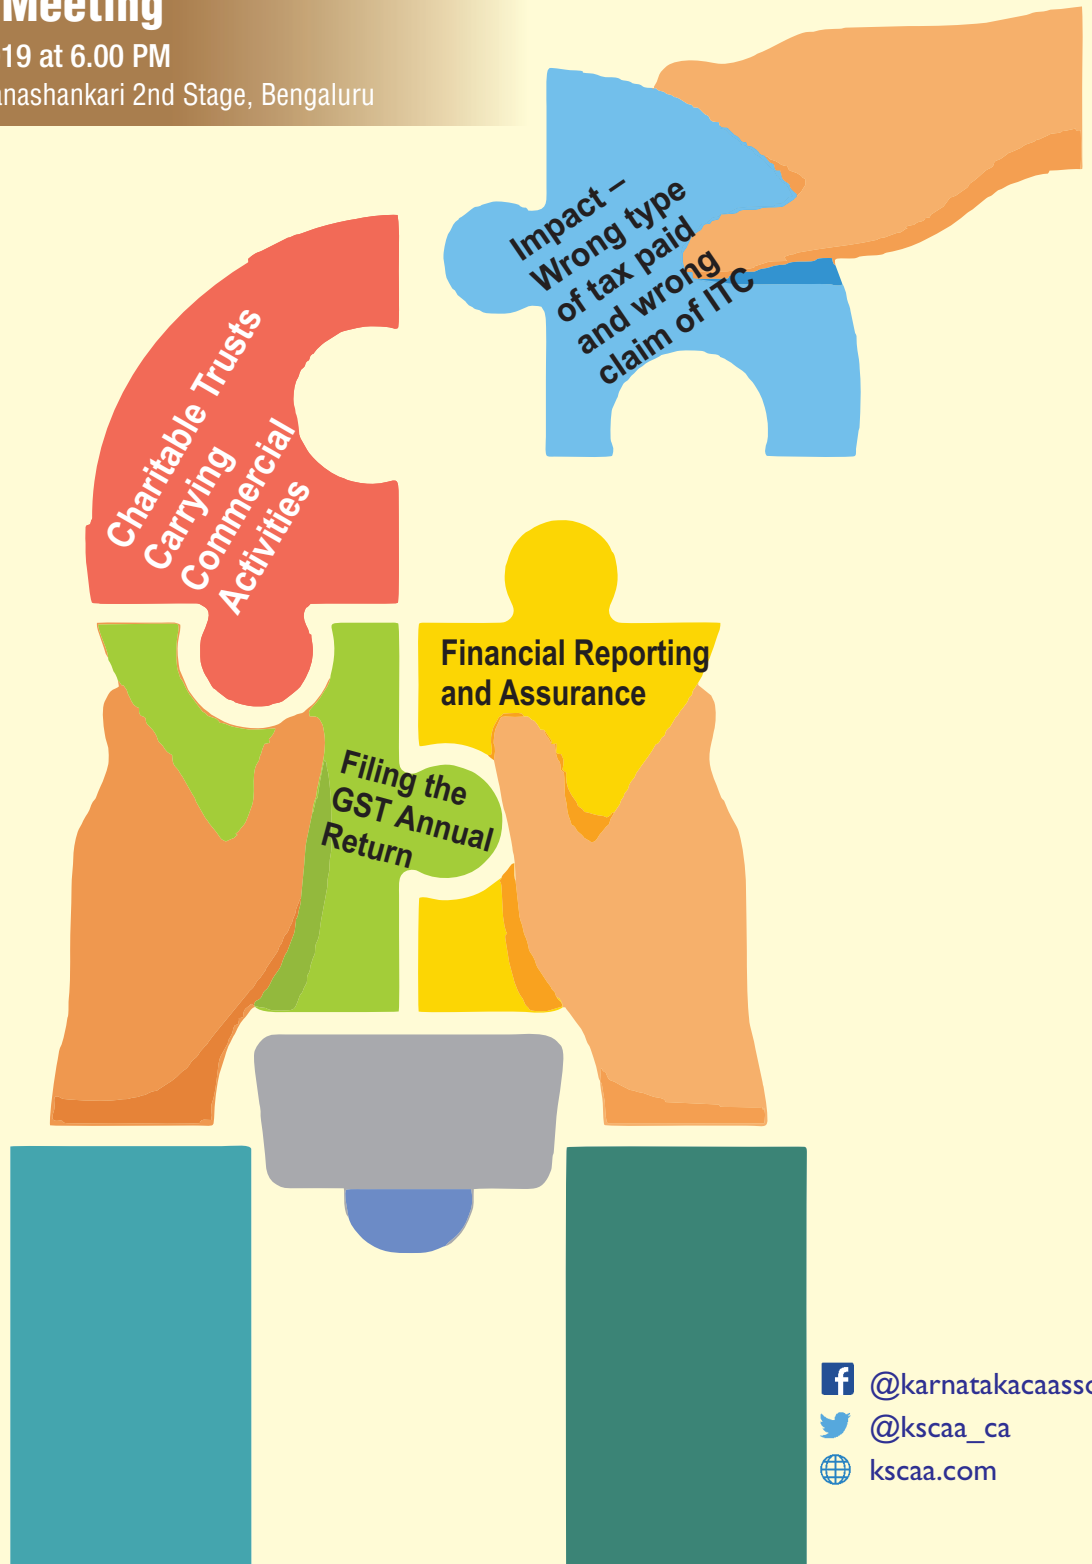 Meeting
19 at 6.00 PM
2nd Stage, Bengaluru
Impact –
Wrong type
of tax paid
and wrong
claim of ITC
Charitable Trusts
Carrying
Commercial
Activities
Financial Reporting
and Assurance
Filing the
GST Annual
Return
@kscaa_ca
kscaa.com